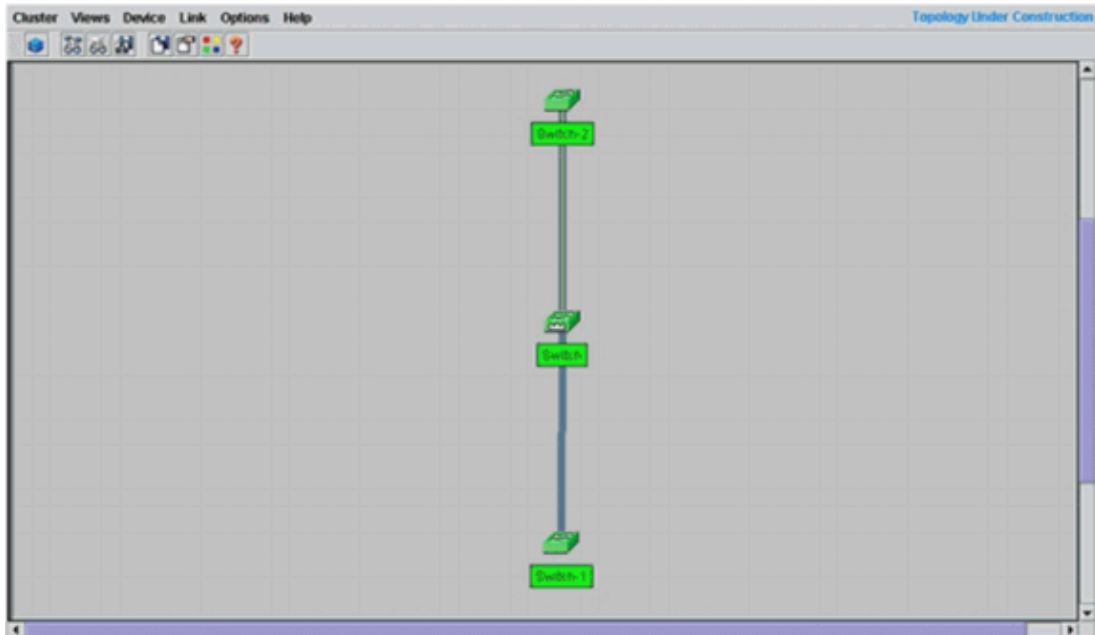 Cluster Views Device Link Options Help
Topology Under Construction
Switch-2
Switch
Switch-1